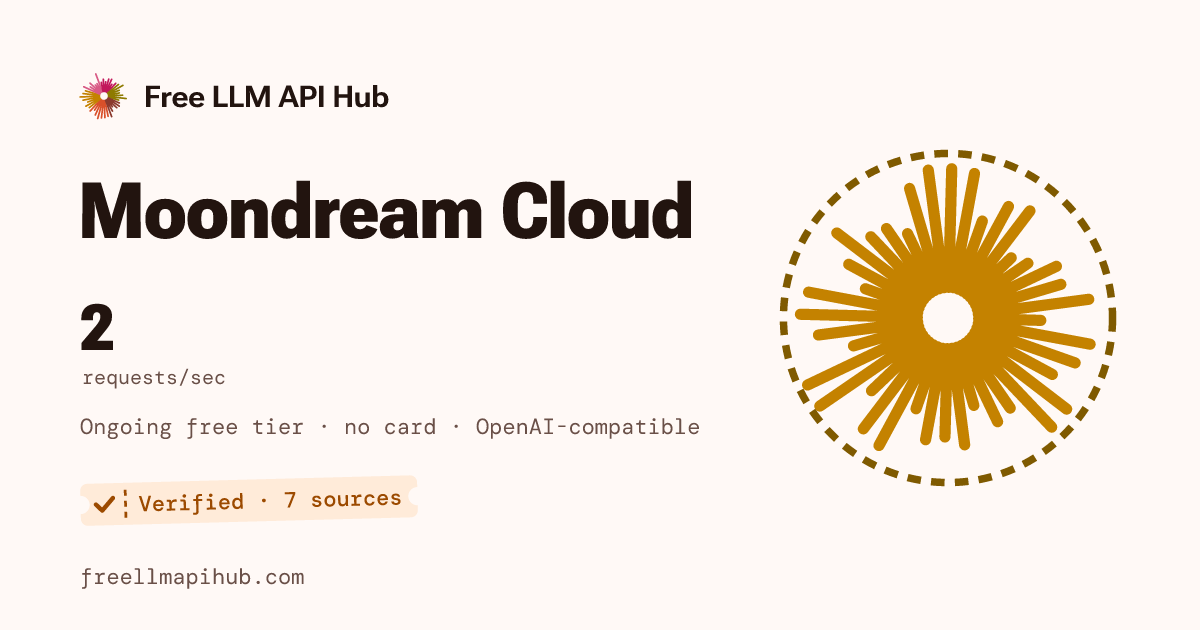 Free LLM API Hub
Moondream Cloud
2
requests/sec
Ongoing free tier · no card · OpenAI-compatible
Verified · 7 sources
freellmapihub.com